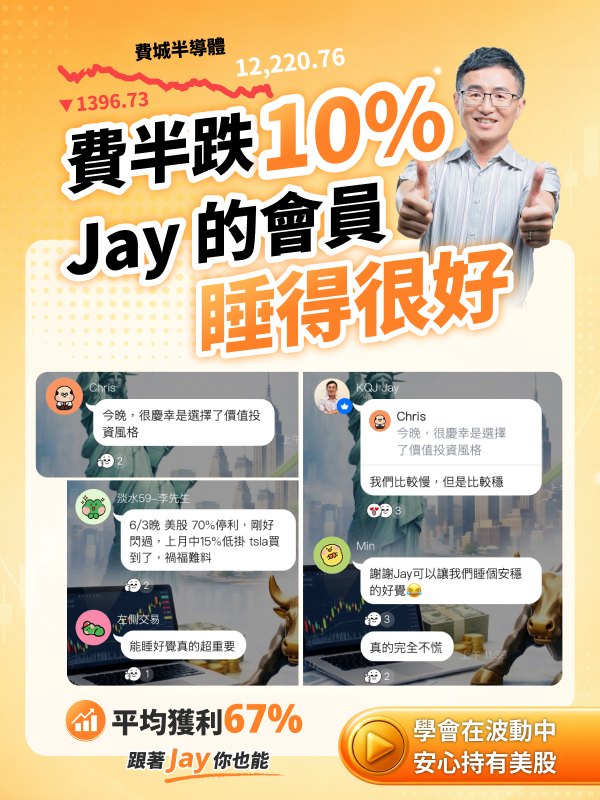 費城半導體
12,220.76
▼1396.73
費半跌10%
Jay 的會員
睡得很好
Chris
今晚,很慶幸是選擇了價值投
資風格
上午
2
淡水59-李先生
6/3晚 美股 70%停利,剛好
閃過,上月中15%低掛 tsla買
到了,禍福難料
2
左側交易
能睡好覺真的超重要
1
KQJ Jay
Chris
今晚,很慶幸是選擇
了價值投資風格
我們比較慢,但是比較穩
3
Min
謝謝Jay可以讓我們睡個安穩
的好覺😂
3
真的完全不慌
上午 11:39
2
平均獲利67%
跟著Jay你也能
學會在波動中
安心持有美股